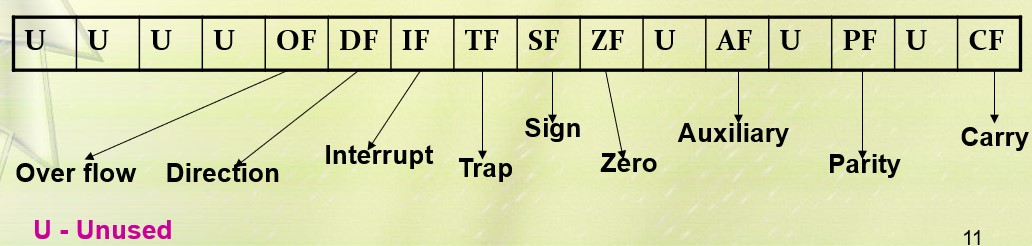 U U U U OF DF IF TF SF ZF U AF U PF U CF
Over flow Direction Interrupt Trap Sign Zero Auxiliary Parity Carry
U - Unused
11